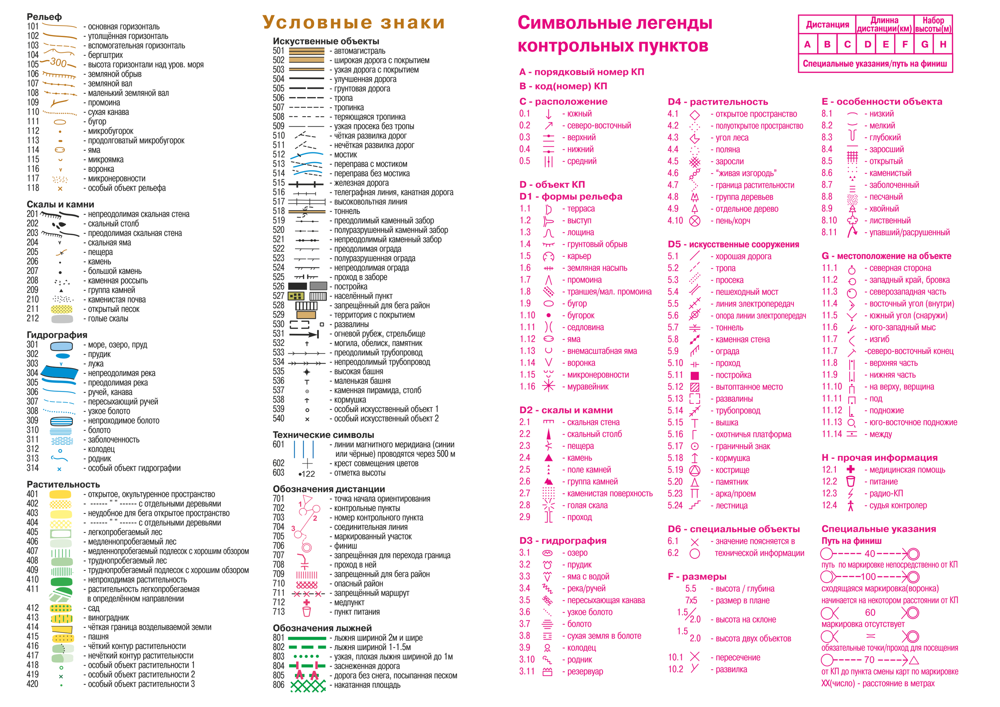 Рельеф
101 - основная горизонталь
102 - утолщённая горизонталь
103 - вспомогательная горизонталь
104 - бергштрих
105 300 - высота горизонтали над уров. моря
106 - земляной обрыв
107 - земляной вал
108 - маленький земляной вал
109 - промоина
110 - сухая канава
111 - бугор
112 - микробугорок
113 - продолговатый микробугорок
114 - яма
115 - микроямка
116 - воронка
117 - микронеровности
118 - особый объект рельефа
Скалы и камни
201 - непреодолимая скальная стена
202 - скальный столб
203 - преодолимая скальная стена
204 - скальная яма
205 - пещера
206 - камень
207 - большой камень
208 - каменная россыпь
209 - группа камней
210 - каменистая почва
211 - открытый песок
212 - голые скалы
Гидрография
301 - море, озеро, пруд
302 - прудик
303 - лужа
304 - непреодолимая река
305 - преодолимая река
306 - ручей, канава
307 - пересыхающий ручей
308 - узкое болото
309 - непроходимое болото
310 - болото
311 - заболоченность
312 - колодец
313 - родник
314 - особый объект гидрографии
Растительность
401 - открытое, окультуренное пространство
402 - ------ " " ------ с отдельными деревьями
403 - неудобное для бега открытое пространство
404 - ------ " " ------ с отдельными деревьями
405 - легкопробегаемый лес
406 - медленнопробегаемый лес
407 - медленнопробегаемый подлесок с хорошим обзором
408 - труднопробегаемый лес
409 - труднопробегаемый подлесок с хорошим обзором
410 - непроходимая растительность
411 - растительность легкопробегаемая
в определённом направлении
412 - сад
413 - виноградник
414 - чёткая граница возделываемой земли
415 - пашня
416 - чёткий контур растительности
417 - нечёткий контур растительности
418 - особый объект растительности 1
419 - особый объект растительности 2
420 - особый объект растительности 3
Условные знаки
Искуственные объекты
501 - автомагистраль
502 - широкая дорога с покрытием
503 - узкая дорога с покрытием
504 - улучшенная дорога
505 - грунтовая дорога
506 - тропа
507 - тропинка
508 - теряющаяся тропинка
509 - узкая просека без тропы
510 - чёткая развилка дорог
511 - нечёткая развилка дорог
512 - мостик
513 - переправа с мостиком
514 - переправа без мостика
515 - железная дорога
516 - телеграфная линия, канатная дорога
517 - высоковольтная линия
518 - тоннель
519 - преодолимый каменный забор
520 - полуразрушенный каменный забор
521 - непреодолимый каменный забор
522 - преодолимая ограда
523 - полуразрушенная ограда
524 - непреодолимая ограда
525 - проход в заборе
526 - постройка
527 - населённый пункт
528 - запрещённый для бега район
529 - территория с покрытием
530 - развалины
531 - огневой рубеж, стрельбище
532 - могила, обелиск, памятник
533 - преодолимый трубопровод
534 - непреодолимый трубопровод
535 - высокая башня
536 - маленькая башня
537 - каменная пирамида, столб
538 - кормушка
539 - особый искусственный объект 1
540 - особый искусственный объект 2
Технические символы
601 - линии магнитного меридиана (синии
или чёрные) проводятся через 500 м
602 - крест совмещения цветов
603 •122 - отметка высоты
Обозначения дистанции
701 - точка начала ориентирования
1
702 - контрольные пункты
703 - номер контрольного пункта
2
704 - соединительная линия
3
705 - маркированный участок
706 - финиш
707 - запрещённая для перехода граница
708 - проход в ней
709 - запрещенный для бега район
710 - опасный район
711 - запрещённый маршрут
712 - медпункт
713 - пункт питания
Обозначения лыжней
801 - лыжня шириной 2м и шире
802 - лыжня шириной 1-1.5м
803 - узкая, плохая лыжня шириной до 1м
804 - заснеженная дорога
805 - дорога без снега, посыпанная песком
806 - накатанная площадь
Символьные легенды
контрольных пунктов
Дистанция Длинна дистанции(км) Набор высоты(м)
A B C D E F G H
Специальные указания/путь на финиш
A - порядковый номер КП
B - код(номер) КП
C - расположение
0.1 - южный
0.2 - северо-восточный
0.3 - верхний
0.4 - нижний
0.5 - средний
D - объект КП
D1 - формы рельефа
1.1 - терраса
1.2 - выступ
1.3 - лощина
1.4 - грунтовый обрыв
1.5 - карьер
1.6 - земляная насыпь
1.7 - промоина
1.8 - траншея/мал. промоина
1.9 - бугор
1.10 - бугорок
1.11 - седловина
1.12 - яма
1.13 - внемасштабная яма
1.14 - воронка
1.15 - микронеровности
1.16 - муравейник
D2 - скалы и камни
2.1 - скальная стена
2.2 - скальный столб
2.3 - пещера
2.4 - камень
2.5 - поле камней
2.6 - группа камней
2.7 - каменистая поверхность
2.8 - голая скала
2.9 - проход
D3 - гидрография
3.1 - озеро
3.2 - прудик
3.3 - яма с водой
3.4 - река/ручей
3.5 - пересыхающая канава
3.6 - узкое болото
3.7 - болото
3.8 - сухая земля в болоте
3.9 - колодец
3.10 - родник
3.11 - резервуар
D4 - растительность
4.1 - открытое пространство
4.2 - полуоткрытое пространство
4.3 - угол леса
4.4 - поляна
4.5 - заросли
4.6 - “живая изгородь”
4.7 - граница растительности
4.8 - группа деревьев
4.9 - отдельное дерево
4.10 - пень/корч
D5 - искусственные сооружения
5.1 - хорошая дорога
5.2 - тропа
5.3 - просека
5.4 - пешеходный мост
5.5 - линия электропередач
5.6 - опора линии электропередач
5.7 - тоннель
5.8 - каменная стена
5.9 - ограда
5.10 - проход
5.11 - постройка
5.12 - вытоптанное место
5.13 - развалины
5.14 - трубопровод
5.15 - вышка
5.16 - охотничья платформа
5.17 - граничный знак
5.18 - кормушка
5.19 - кострище
5.20 - памятник
5.23 - арка/проем
5.24 - лестница
D6 - специальные объекты
6.1 - значение поясняется в
6.2 технической информации
F - размеры
5.5 - высота / глубина
7x5 - размер в плане
1.5/2.0 - высота на склоне
1.5
2.0 - высота двух объектов
10.1 - пересечение
10.2 - развилка
E - особенности объекта
8.1 - низкий
8.2 - мелкий
8.3 - глубокий
8.4 - заросший
8.5 - открытый
8.6 - каменистый
8.7 - заболоченный
8.8 - песчаный
8.9 - хвойный
8.10 - лиственный
8.11 - упавший/расрушенный
G - местоположение на объекте
11.1 - северная сторона
11.2 - западный край, бровка
11.3 - северозападная часть
11.4 - восточный угол (внутри)
11.5 - южный угол (снаружи)
11.6 - юго-западный мыс
11.7 - изгиб
11.7 -северо-восточный конец
11.8 - верхняя часть
11.9 - нижняя часть
11.10 - на верху, верщина
11.11 - под
11.12 - подножие
11.13 - юго-восточное подножие
11.14 - между
H - прочая информация
12.1 - медицинская помощь
12.2 - питание
12.3 - радио-КП
12.4 - судья контролер
Специальные указания
Путь на финиш
40
путь по маркировке непосредственно от КП
100
сходящаяся маркировка(воронка)
начинается на некотором расстоянии от КП
60
маркировка отсутствует
обязательные точки/проход для посещения
70
от КП до пункта смены карт по маркировке
XX(число) - расстояние в метрах